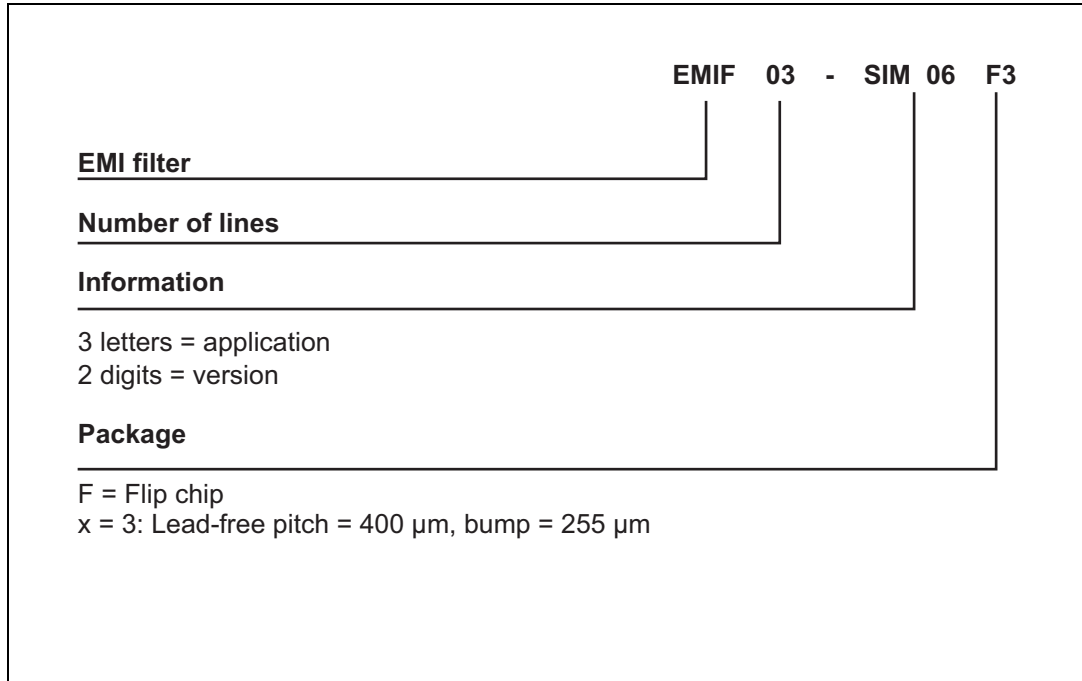 EMIF 03 - SIM 06 F3
EMI filter
Number of lines
Information
3 letters = application
2 digits = version
Package
F = Flip chip
x = 3: Lead-free pitch = 400 µm, bump = 255 µm